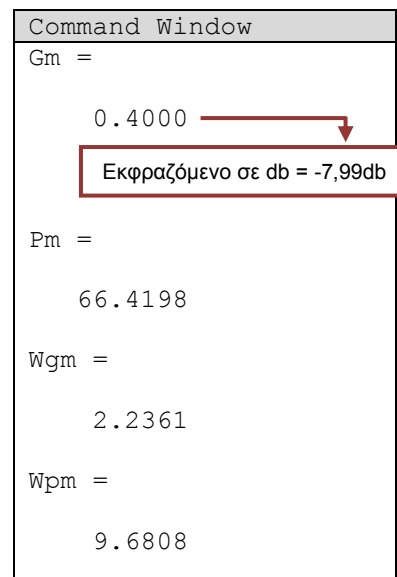 Command Window
Gm =
0.4000
Εκφραζόμενο σε db = -7,99db
Pm =
66.4198
Wgm =
2.2361
Wpm =
9.6808